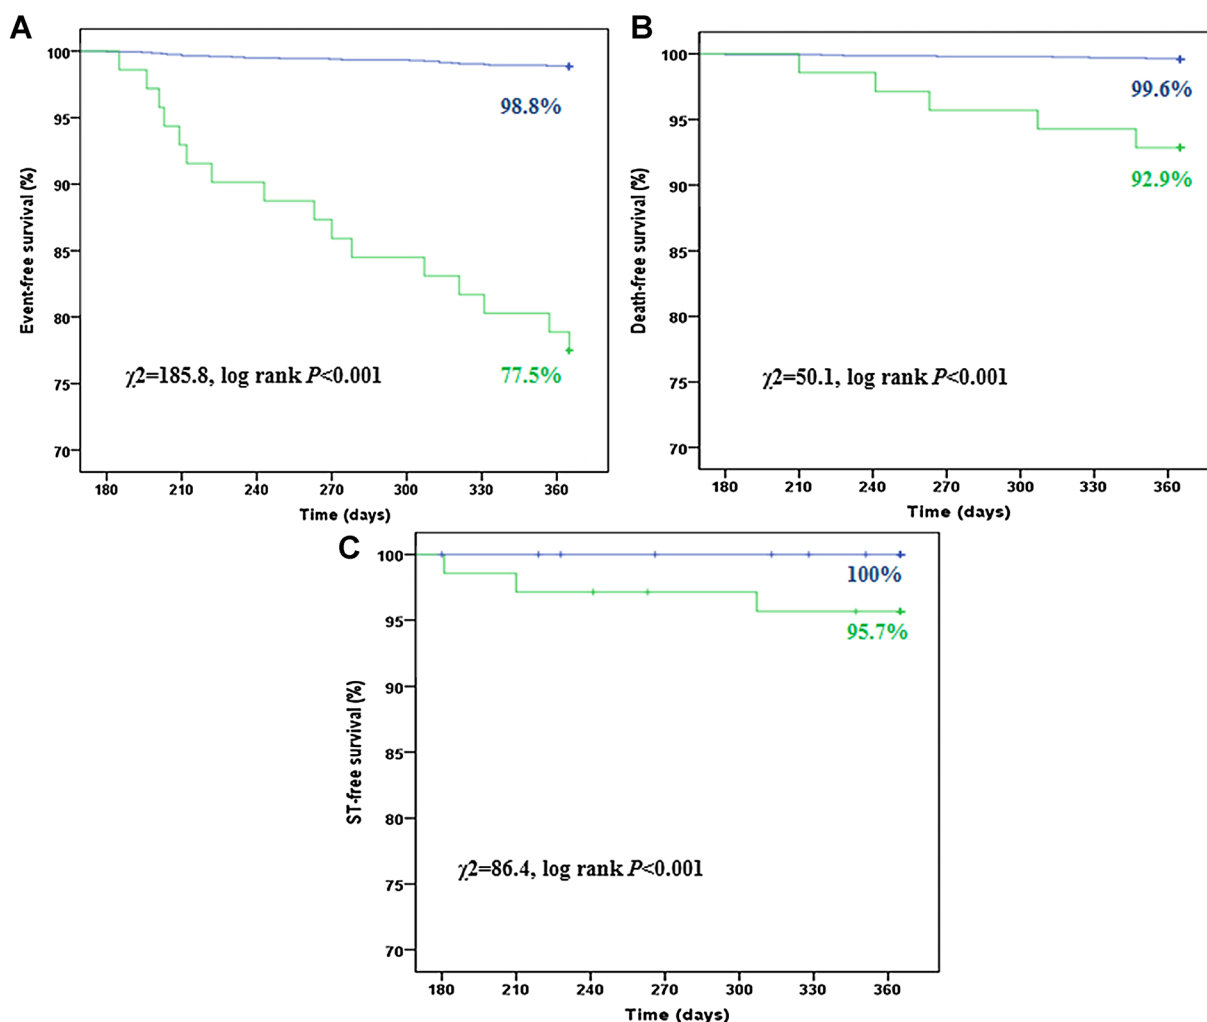 A
Event-free survival (%)
100
95
90
85
80
75
70
98.8%
77.5%
χ2=185.8, log rank P<0.001
180 210 240 270 300 330 360
Time (days)
B
Death-free survival (%)
100
95
90
85
80
75
70
99.6%
92.9%
χ2=50.1, log rank P<0.001
180 210 240 270 300 330 360
Time (days)
C
ST-free survival (%)
100
95
90
85
80
75
70
100%
95.7%
χ2=86.4, log rank P<0.001
180 210 240 270 300 330 360
Time (days)